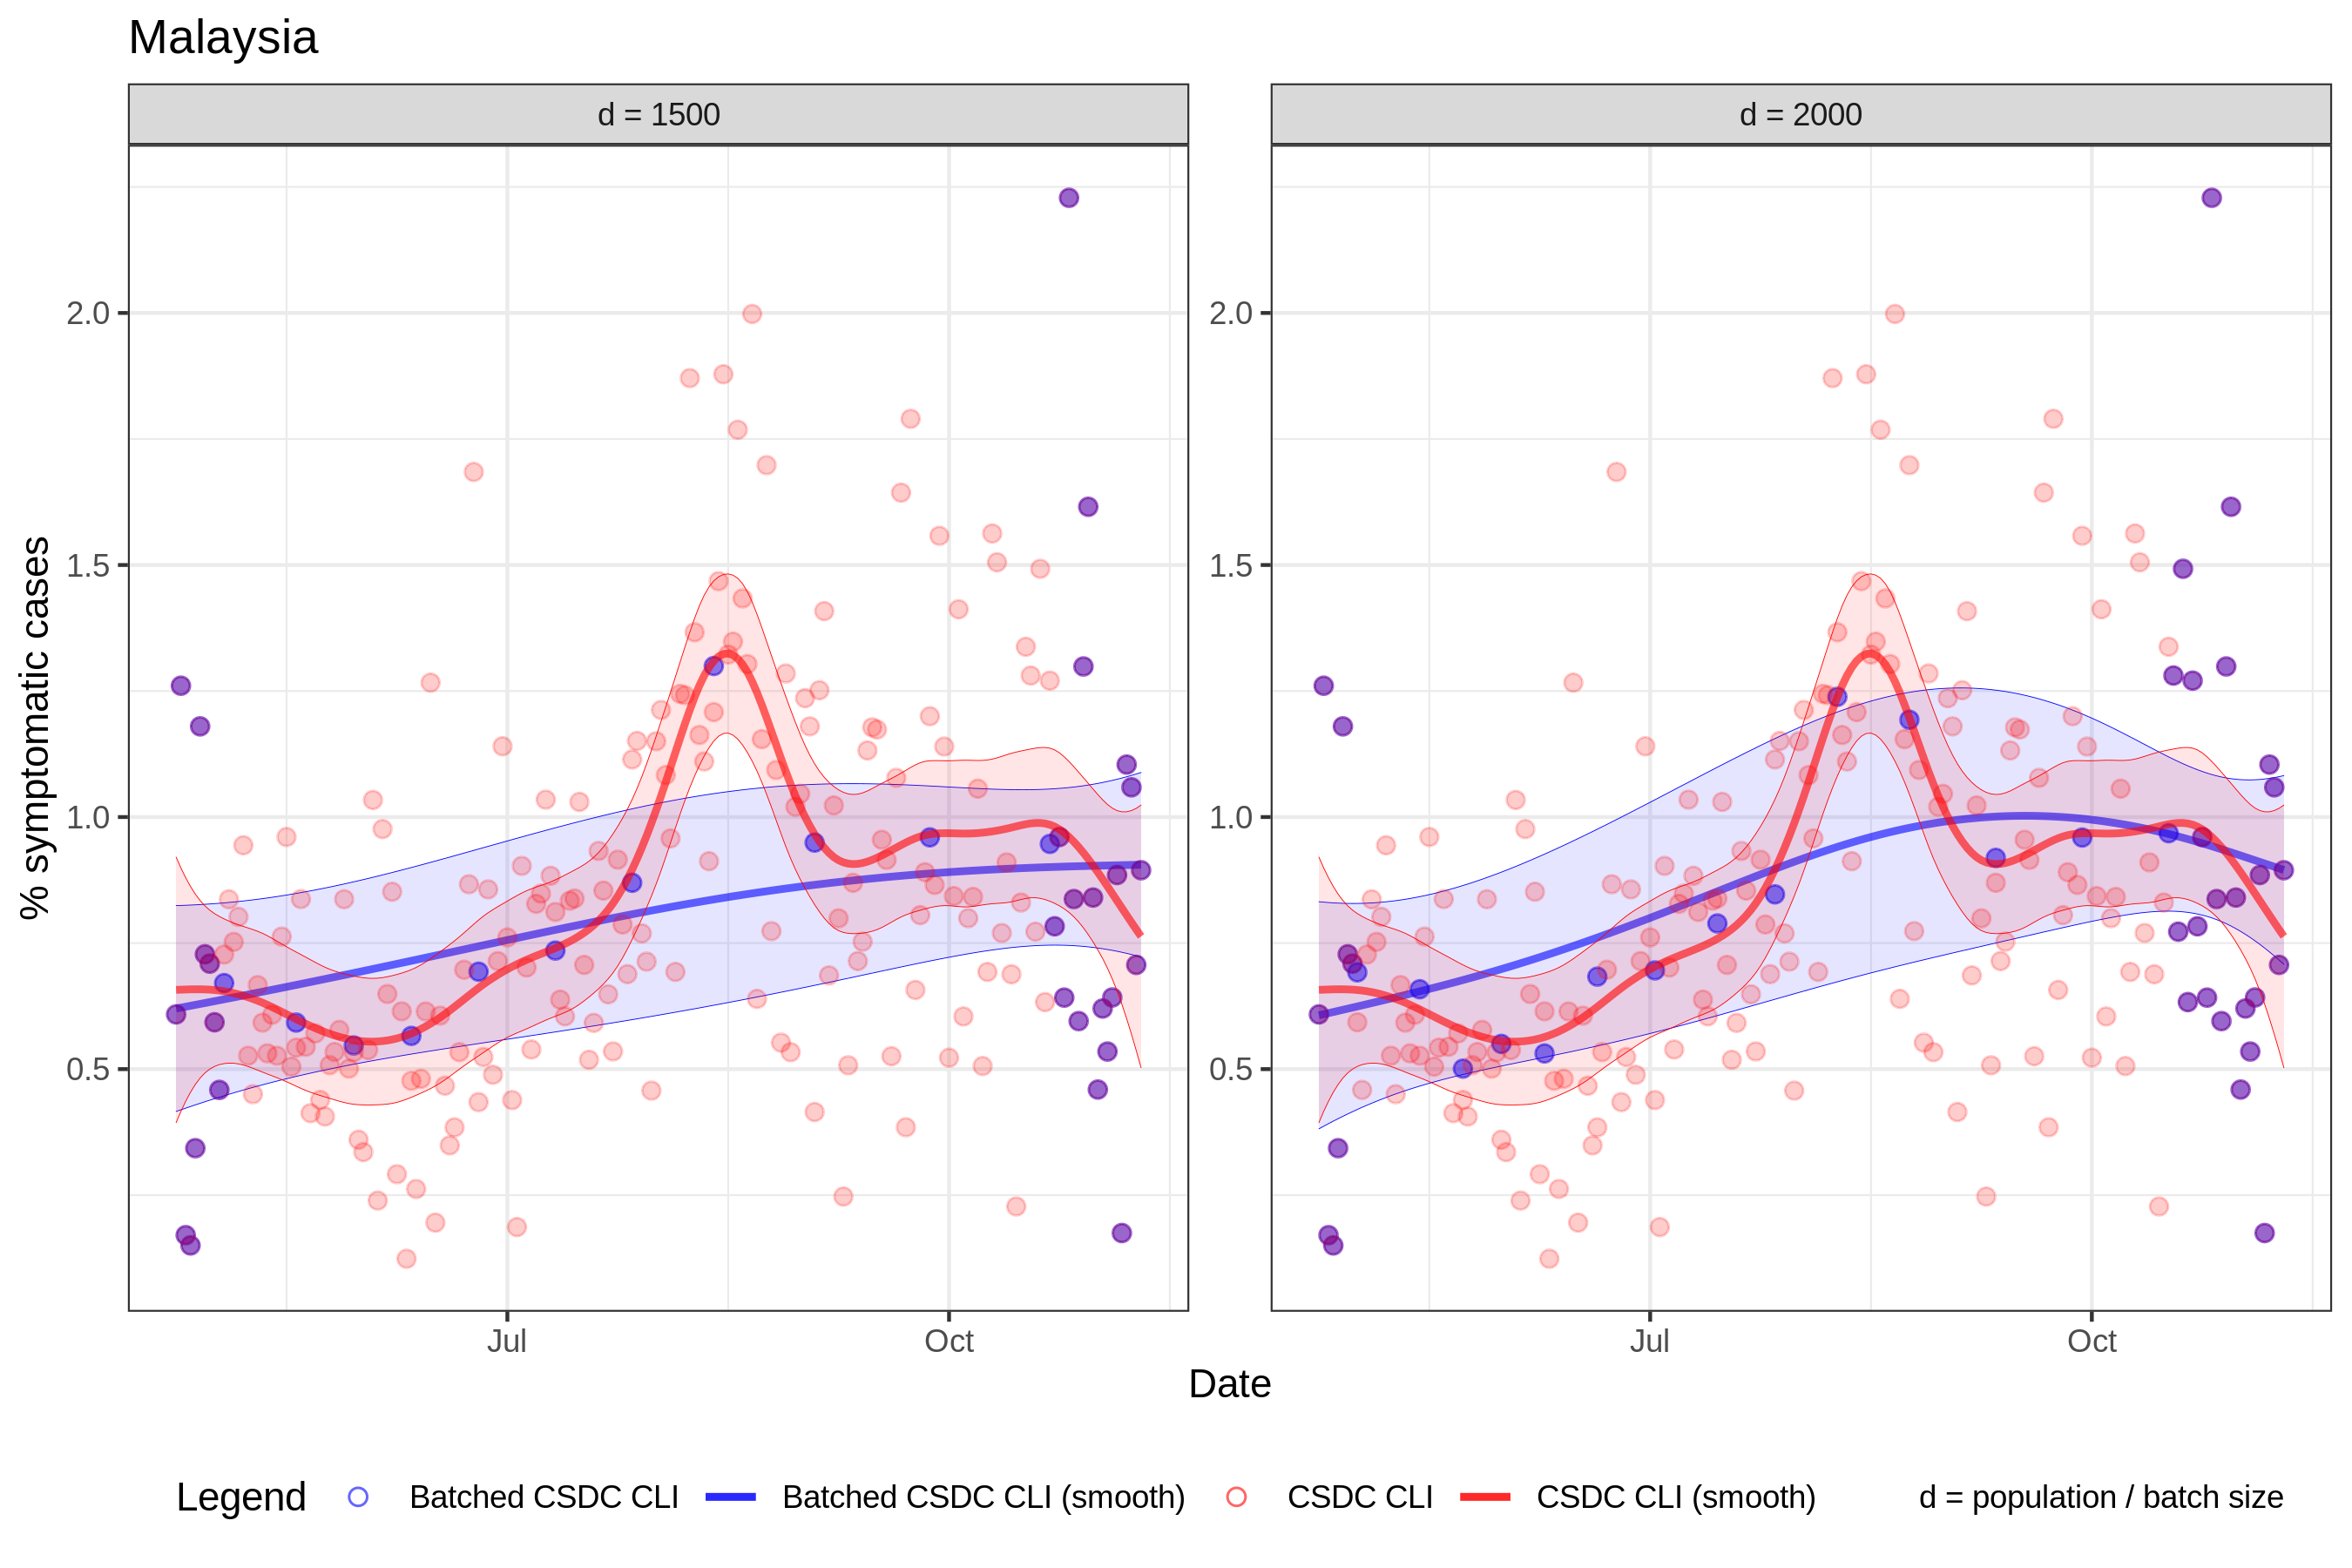 Malaysia
d = 1500
d = 2000
% symptomatic cases
2.0
1.5
1.0
0.5
2.0
1.5
1.0
0.5
Jul
Oct
Jul
Oct
Date
Legend
Batched CSDC CLI
Batched CSDC CLI (smooth)
CSDC CLI
CSDC CLI (smooth)
d = population / batch size